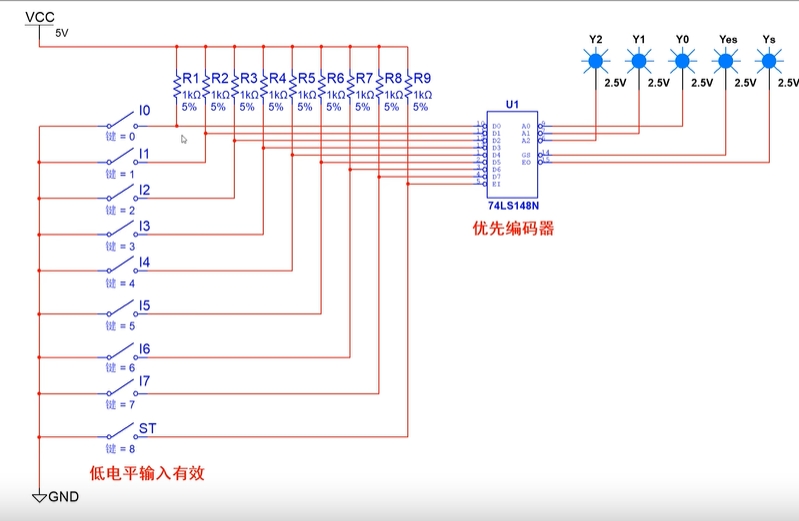 VCC
5V
Y2 Y1 Y0 Yes Ys
2.5V 2.5V 2.5V 2.5V 2.5V
R1 R2 R3 R4 R5 R6 R7 R8 R9
1kΩ 1kΩ 1kΩ 1kΩ 1kΩ 1kΩ 1kΩ 1kΩ 1kΩ
5% 5% 5% 5% 5% 5% 5% 5% 5%
U1
I0
键 = 0
I1
键 = 1
I2
键 = 2
I3
键 = 3
I4
键 = 4
I5
键 = 5
I6
键 = 6
I7
键 = 7
ST
键 = 8
D0 A0
D1 A1
D2 A2
D3
D4 GS
D5 EO
D6
D7
EI
74LS148N
优先编码器
低电平输入有效
GND